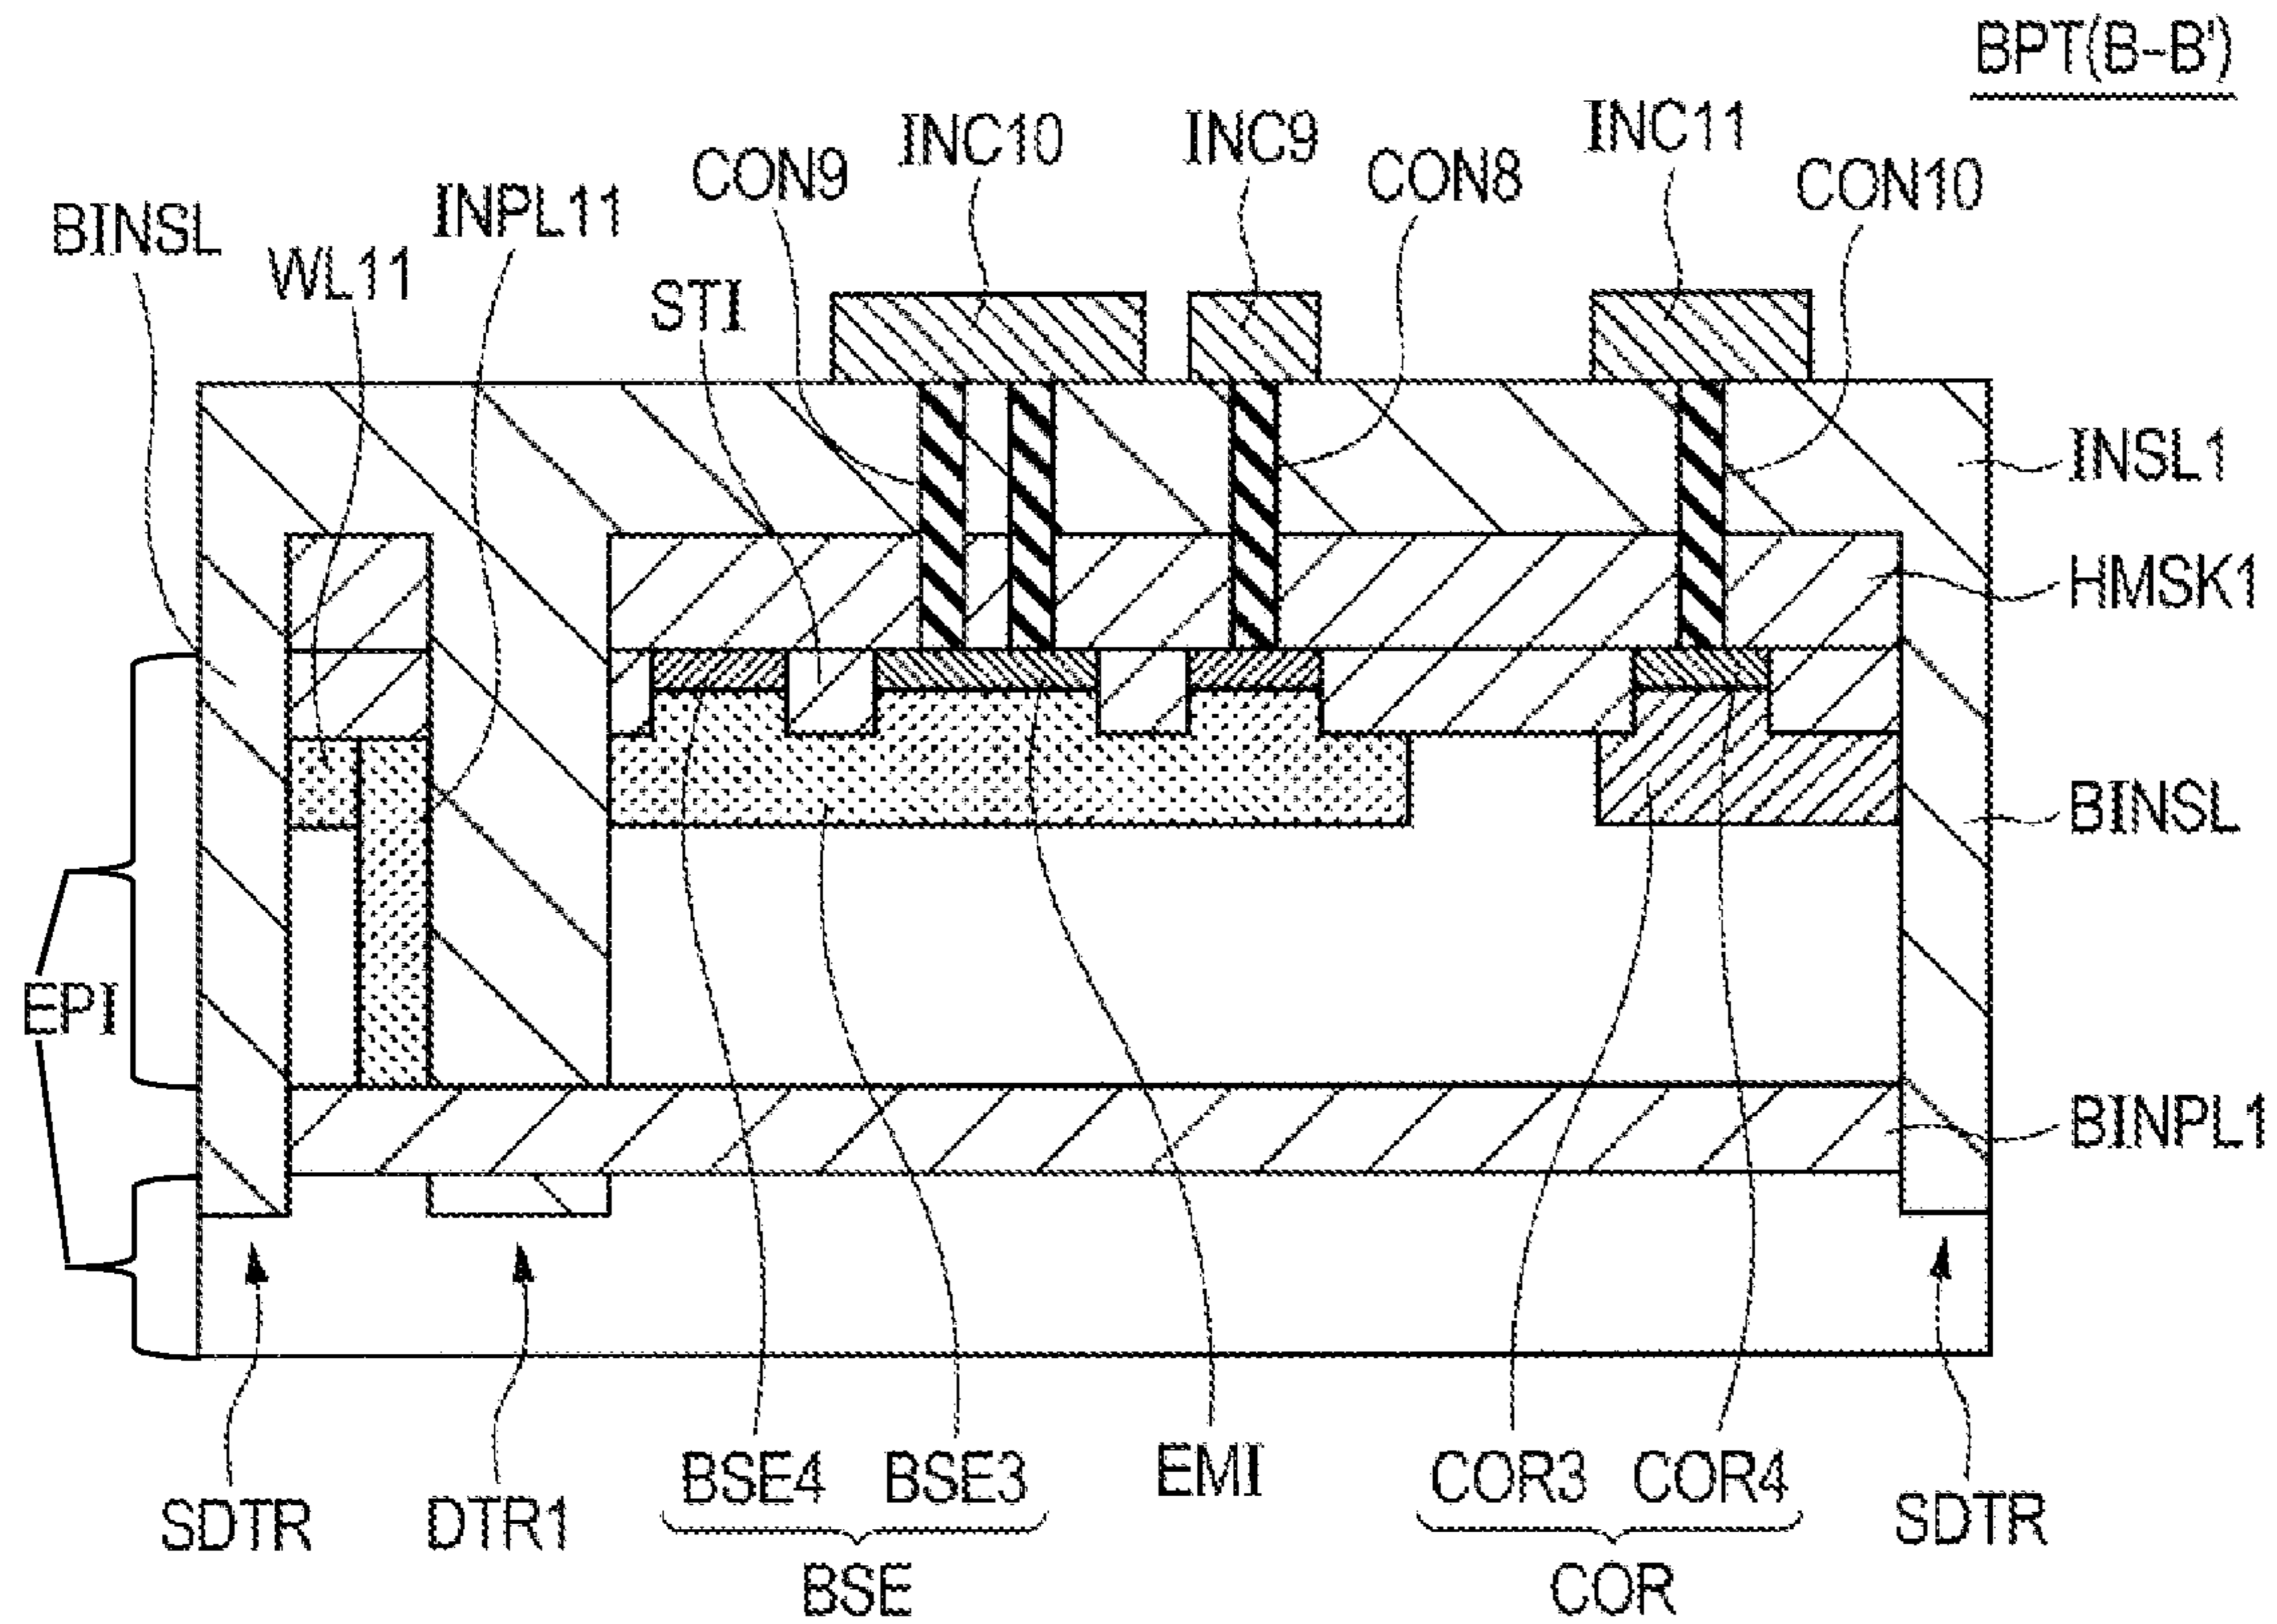 BPT(B-B')
INC10
INC9
INC11
CON9
CON8
CON10
BINSL
WL11
INPL11
STI
INSL1
HMSK1
BINSL
EPI
BINPL1
BSE4
BSE3
EMI
COR3
COR4
SDTR
DTR1
SDTR
BSE
COR